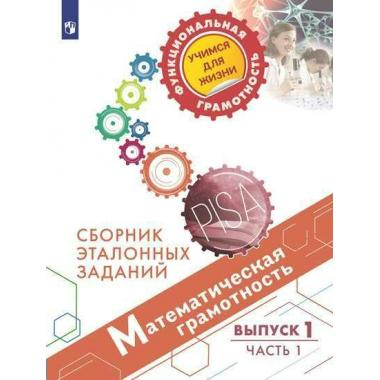 ФУНКЦИОНАЛЬНАЯ
УЧИМСЯ ДЛЯ
ЖИЗНИ
ГРАМОТНОСТЬ
PISA
СБОРНИК
ЭТАЛОННЫХ
ЗАДАНИЙ
Математическая
грамотность
ВЫПУСК 1
ЧАСТЬ 1